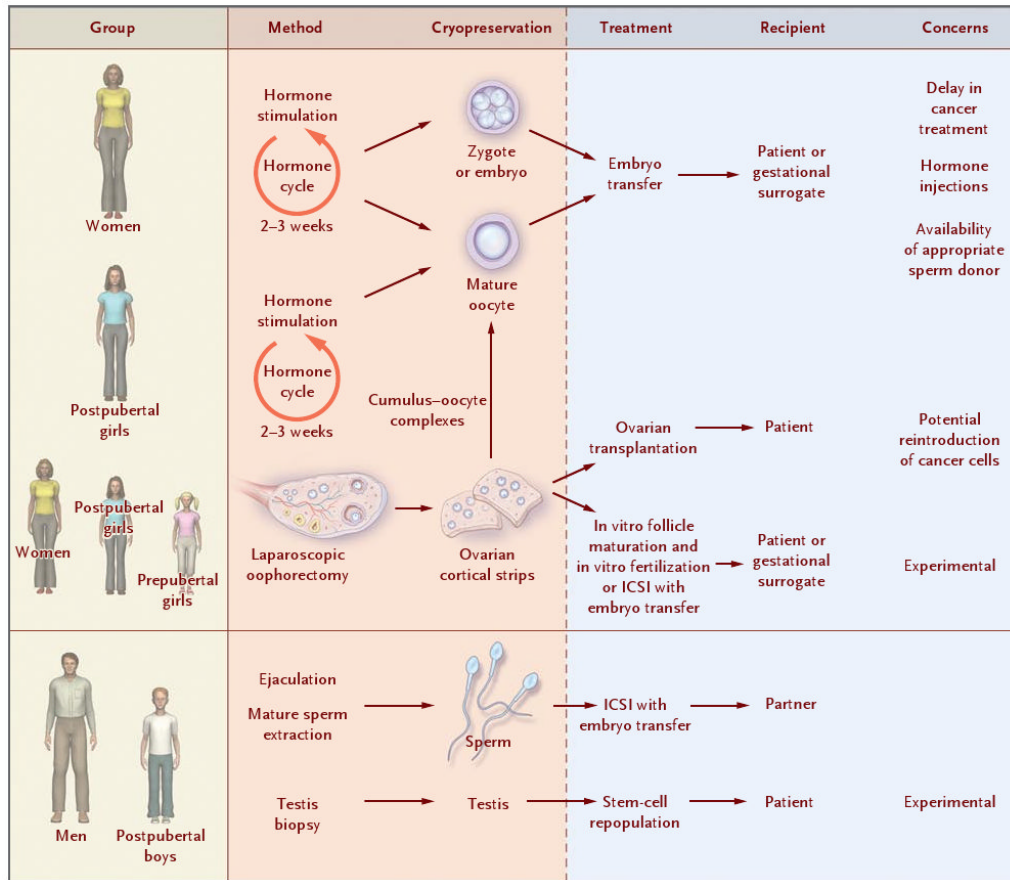 Group
Method
Cryopreservation
Treatment
Recipient
Concerns
Women
Hormone
stimulation
Hormone
cycle
2–3 weeks
Zygote
or embryo
Embryo
transfer
Patient or
gestational
surrogate
Delay in
cancer
treatment
Hormone
injections
Availability
of appropriate
sperm donor
Mature
oocyte
Postpubertal
girls
Hormone
stimulation
Hormone
cycle
2–3 weeks
Cumulus–oocyte
complexes
Ovarian
transplantation
Patient
Potential
reintroduction
of cancer cells
Women
Postpubertal
girls
Prepubertal
girls
Laparoscopic
oophorectomy
Ovarian
cortical strips
In vitro follicle
maturation and
in vitro fertilization
or ICSI with
embryo transfer
Patient or
gestational
surrogate
Experimental
Men
Postpubertal
boys
Ejaculation
Mature sperm
extraction
Sperm
ICSI with
embryo transfer
Partner
Testis
biopsy
Testis
Stem-cell
repopulation
Patient
Experimental